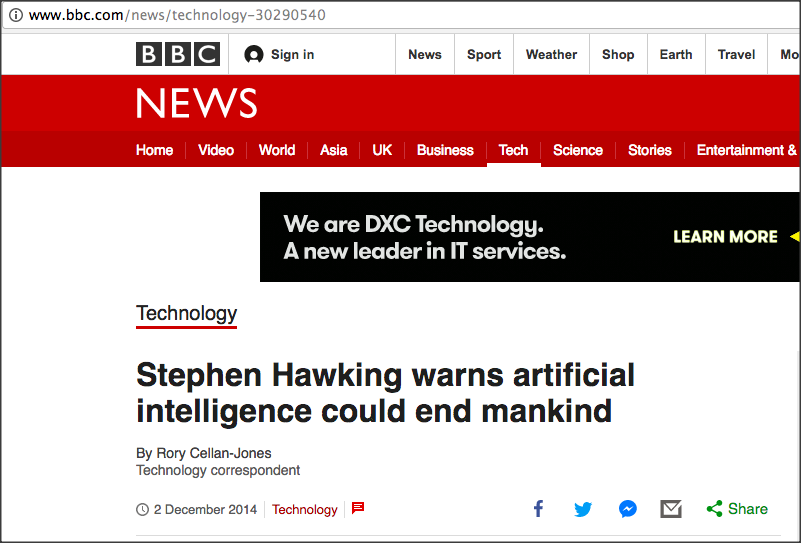 www.bbc.com/news/technology-30290540
BBC Sign in News Sport Weather Shop Earth Travel Mo
NEWS
Home Video World Asia UK Business Tech Science Stories Entertainment &
We are DXC Technology.
A new leader in IT services.
LEARN MORE
Technology
Stephen Hawking warns artificial
intelligence could end mankind
By Rory Cellan-Jones
Technology correspondent
2 December 2014 Technology Share